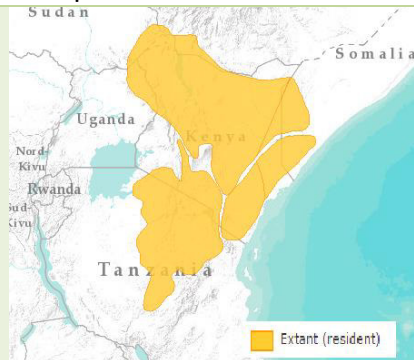 Sudan
Somalia
Uganda
Kenya
Nord-
Kivu
Rwanda
Sud-
Kivu
Tanzania
Extant (resident)